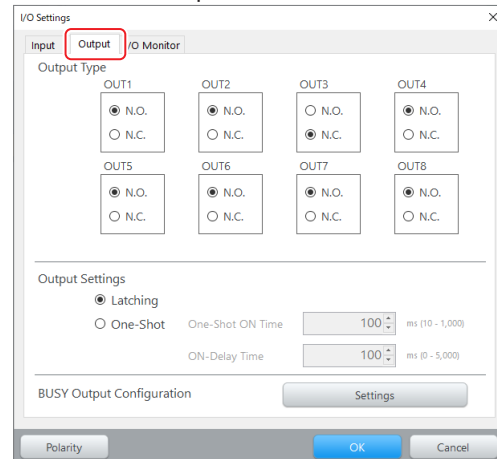 I/O Settings
Input Output I/O Monitor
Output Type
OUT1 OUT2 OUT3 OUT4
N.O. N.O. N.O. N.O.
N.C. N.C. N.C. N.C.
OUT5 OUT6 OUT7 OUT8
N.O. N.O. N.O. N.O.
N.C. N.C. N.C. N.C.
Output Settings
Latching
One-Shot One-Shot ON Time 100 ms (10 - 1,000)
ON-Delay Time 100 ms (0 - 5,000)
BUSY Output Configuration Settings
Polarity OK Cancel